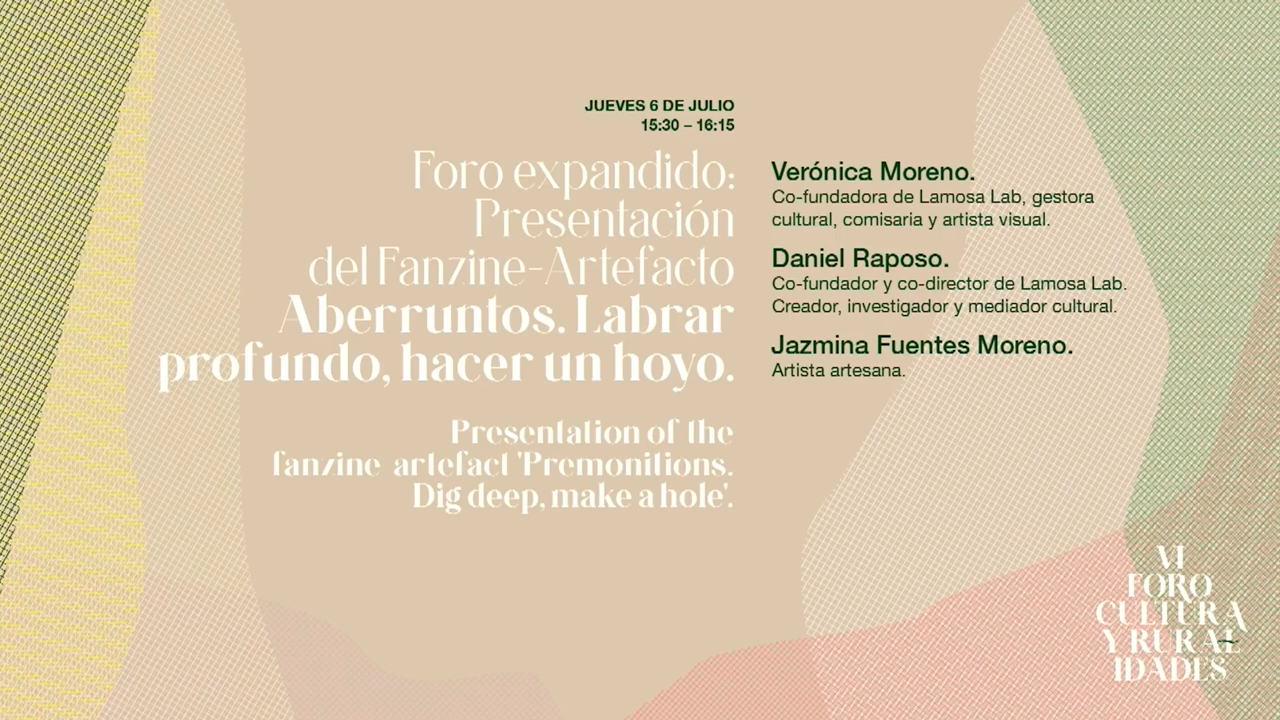 JUEVES 6 DE JULIO
15:30 – 16:15
Foro expandido:
Presentación
del Fanzine-Artefacto
Aberruntos. Labrar
profundo, hacer un hoyo.
Presentation of the
fanzine artefact 'Premonitions.
Dig deep, make a hole'.
Verónica Moreno.
Co-fundadora de Lamosa Lab, gestora
cultural, comisaria y artista visual.
Daniel Raposo.
Co-fundador y co-director de Lamosa Lab.
Creador, investigador y mediador cultural.
Jazmina Fuentes Moreno.
Artista artesana.
VI
FORO
CULTURA
Y RURAL
IDADES